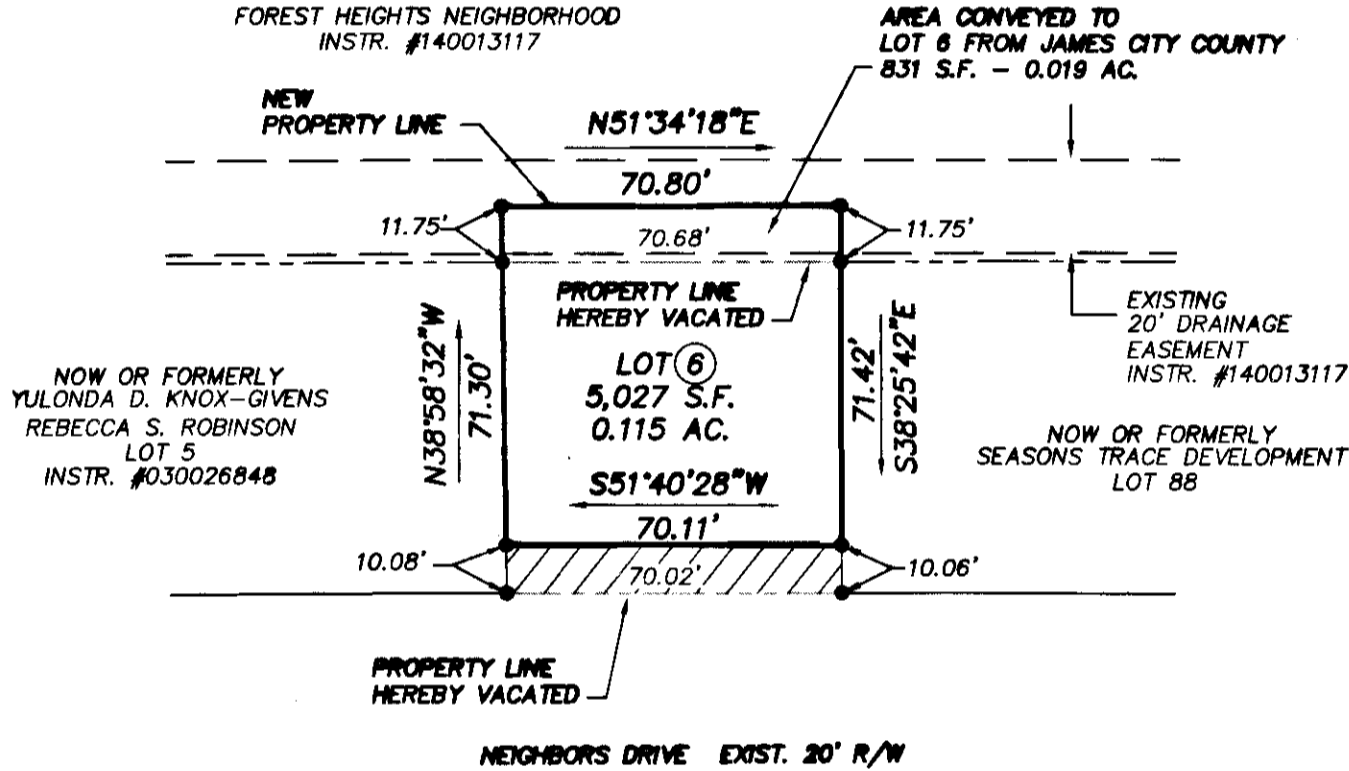 FOREST HEIGHTS NEIGHBORHOOD
INSTR. #140013117
AREA CONVEYED TO
LOT 6 FROM JAMES CITY COUNTY
831 S.F. – 0.019 AC.
NEW
PROPERTY LINE
N51°34'18"E
70.80'
11.75'
70.68'
11.75'
PROPERTY LINE
HEREBY VACATED
EXISTING
20' DRAINAGE
EASEMENT
INSTR. #140013117
N38°58'32"W
71.30'
LOT 6
5,027 S.F.
0.115 AC.
71.42'
S38°25'42"E
NOW OR FORMERLY
YULONDA D. KNOX–GIVENS
REBECCA S. ROBINSON
LOT 5
INSTR. #030026848
NOW OR FORMERLY
SEASONS TRACE DEVELOPMENT
LOT 88
S51°40'28"W
70.11'
10.08'
70.02'
10.06'
PROPERTY LINE
HEREBY VACATED
NEIGHBORS DRIVE EXIST. 20' R/W